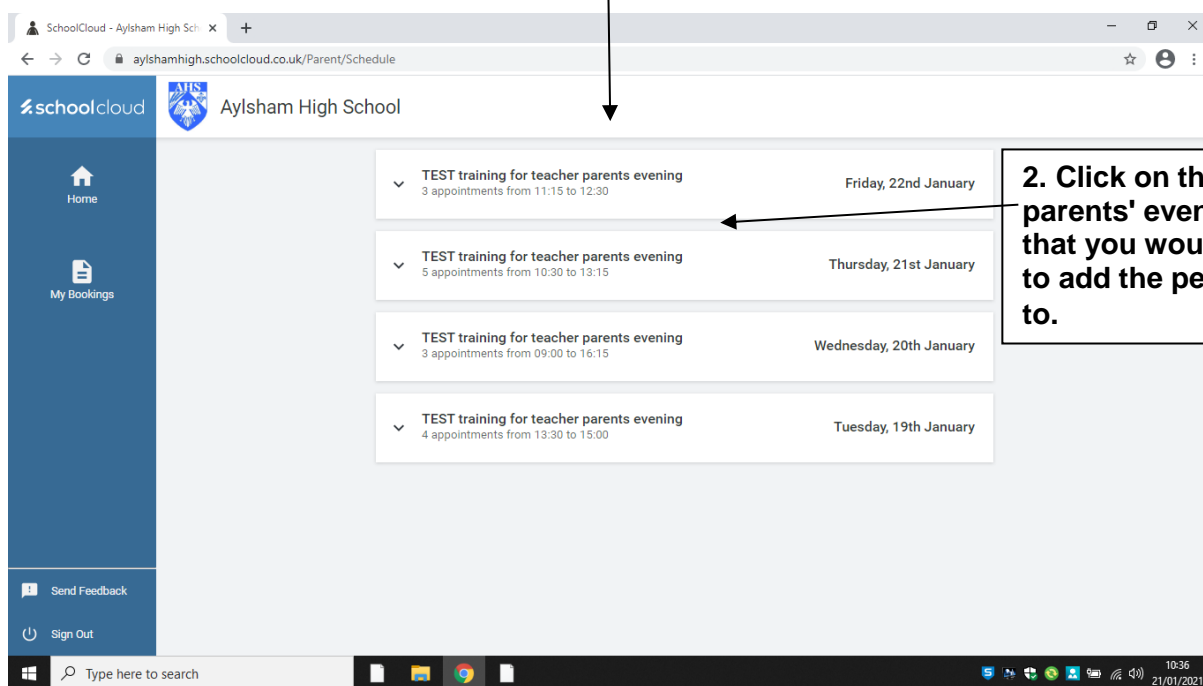 SchoolCloud - Aylsham High Sch
aylshamhigh.schoolcloud.co.uk/Parent/Schedule
schoolcloud
AHS
Aylsham High School
Home
My Bookings
TEST training for teacher parents evening
3 appointments from 11:15 to 12:30
Friday, 22nd January
TEST training for teacher parents evening
5 appointments from 10:30 to 13:15
Thursday, 21st January
TEST training for teacher parents evening
3 appointments from 09:00 to 16:15
Wednesday, 20th January
TEST training for teacher parents evening
4 appointments from 13:30 to 15:00
Tuesday, 19th January
2. Click on th
parents' ever
that you wou
to add the pe
to.
Send Feedback
Sign Out
Type here to search
10:36
21/01/2021